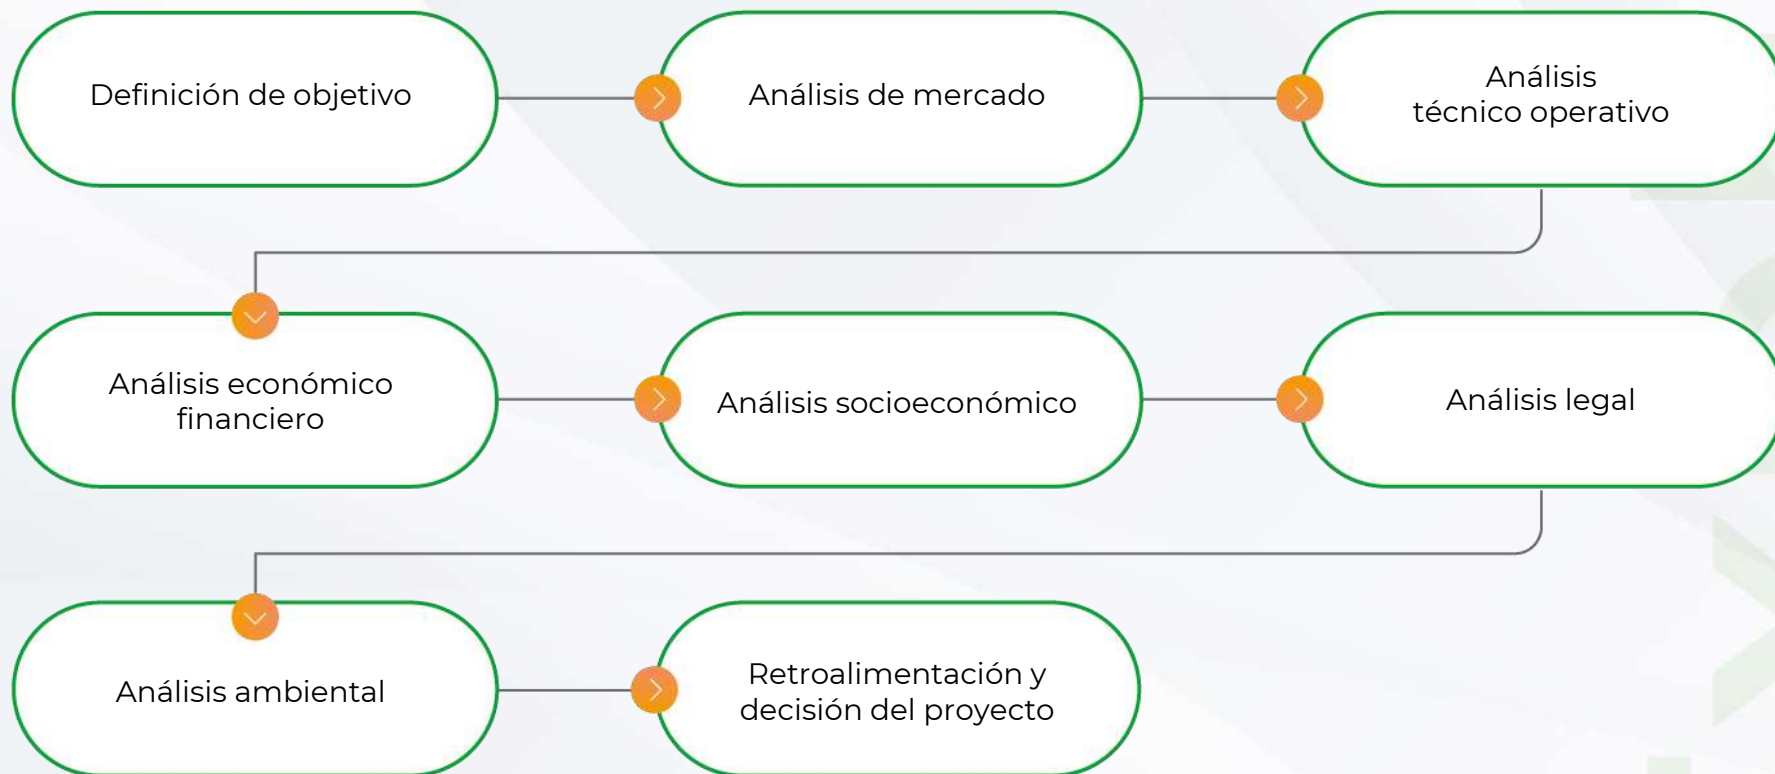 Definición de objetivo
Análisis de mercado
Análisis
técnico operativo
Análisis económico
financiero
Análisis socioeconómico
Análisis legal
Análisis ambiental
Retroalimentación y
decisión del proyecto